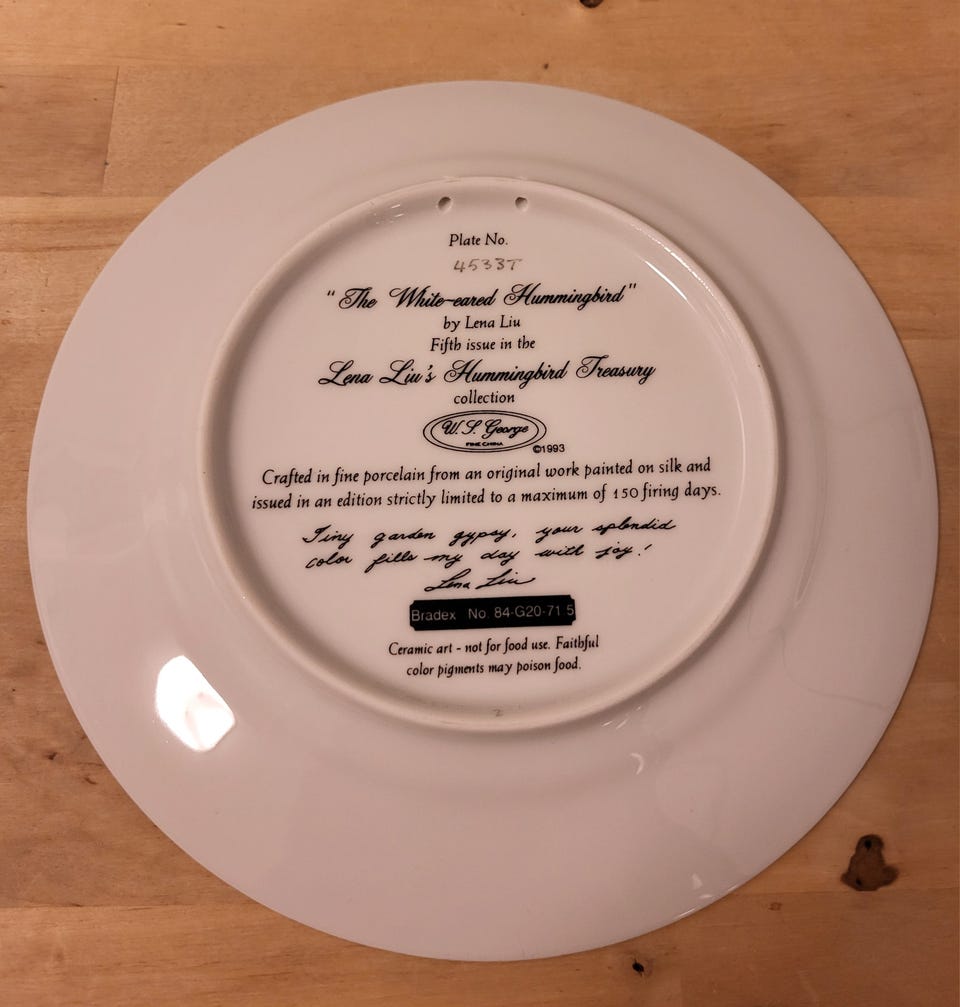 Plate No.
4533T
"The White-eared Hummingbird"
by Lena Liu
Fifth issue in the
Lena Liu's Hummingbird Treasury
collection
W.S. George
FINE CHINA
©1993
Crafted in fine porcelain from an original work painted on silk and
issued in an edition strictly limited to a maximum of 150 firing days.
Tiny garden gypsy, your splendid
color fills my day with joy!
Lena Liu
Bradex No. 84-G20-71.5
Ceramic art - not for food use. Faithful
color pigments may poison food.
2